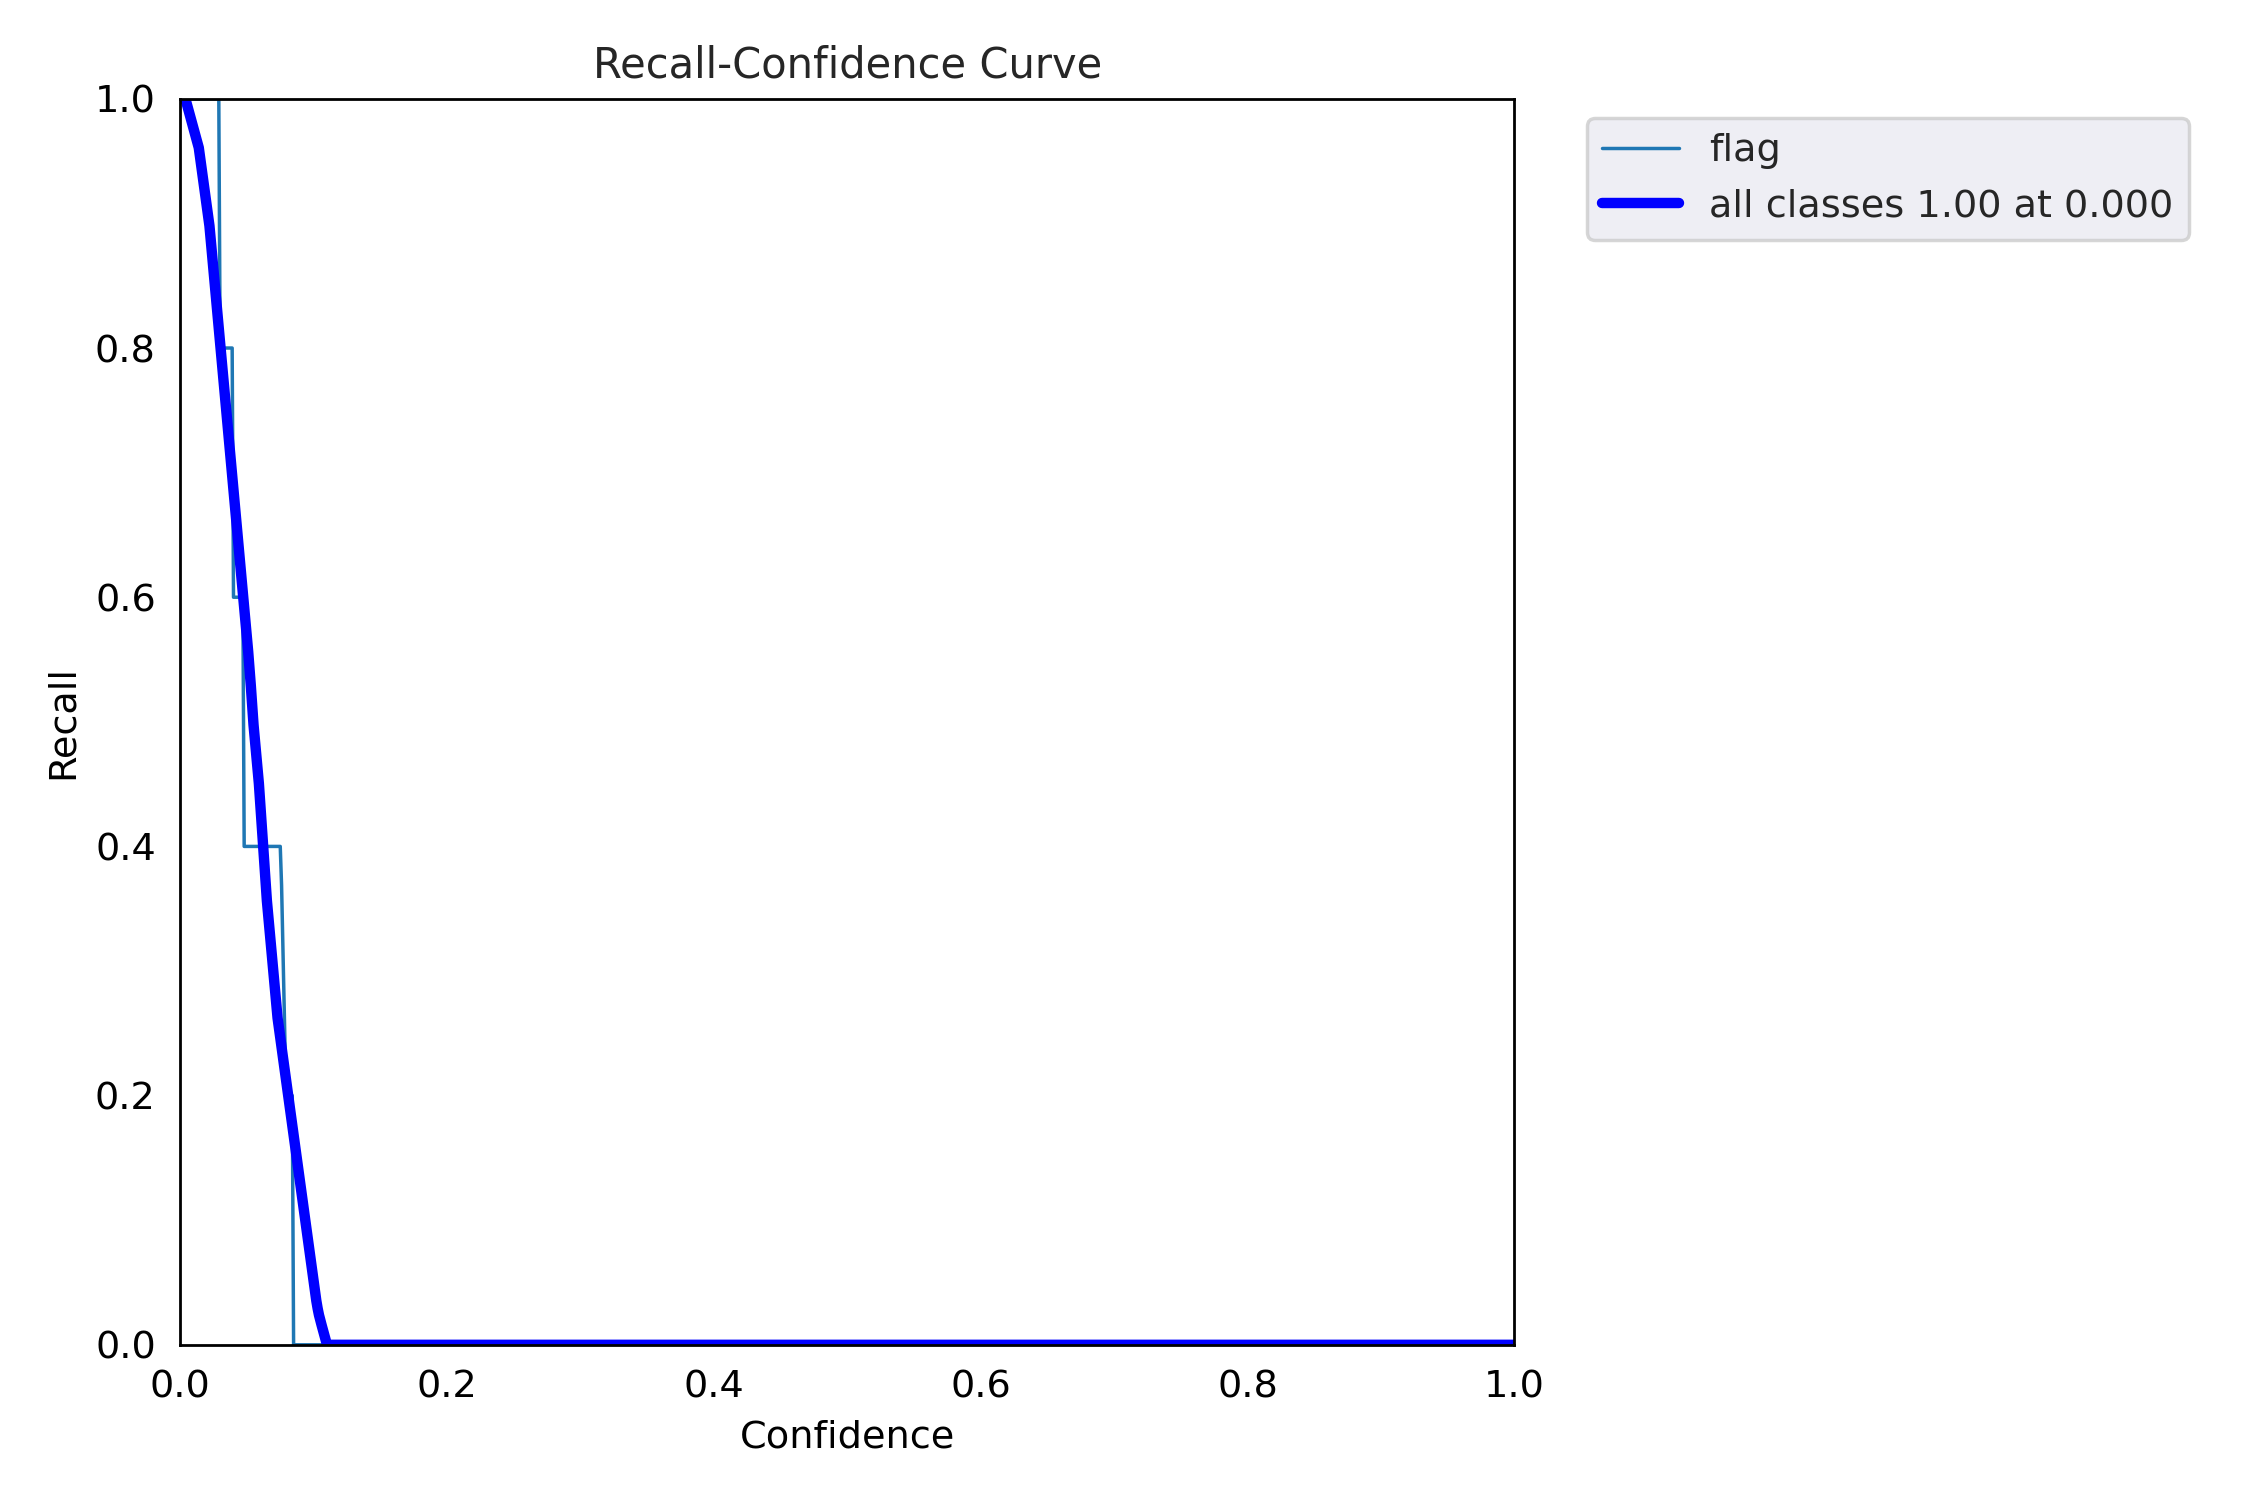 Recall-Confidence Curve
1.0
0.8
0.6
0.4
0.2
0.0
Recall
0.0 0.2 0.4 0.6 0.8 1.0
Confidence
flag
all classes 1.00 at 0.000